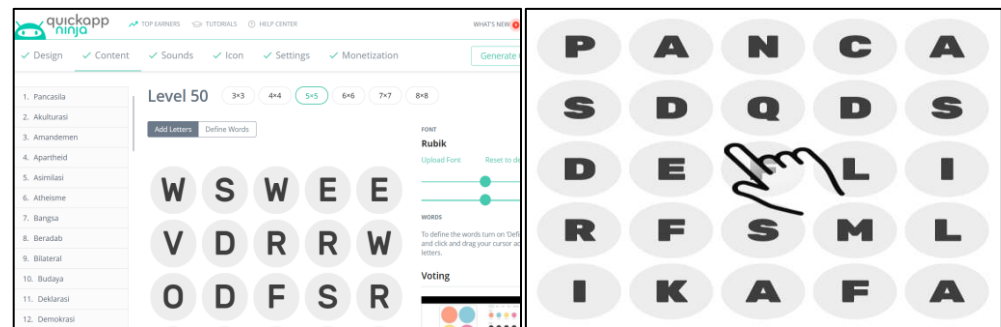 quickapp
ninja
TOP EARNERS TUTORIALS HELP CENTER WHAT'S NEW
Design Content Sounds Icon Settings Monetization Generate
1. Pancasila
2. Akulturasi
3. Amandemen
4. Apartheid
5. Asimilasi
6. Atheisme
7. Bangsa
8. Beradab
9. Bilateral
10. Budaya
11. Deklarasi
12. Demokrasi
Level 50 3×3 4×4 5×5 6×6 7×7 8×8
Add Letters Define Words
W S W E E
V D R R W
O D F S R
FONT
Rubik
Upload Font Reset to de
WORDS
To define the words turn on 'Defi
and click and drag your cursor ac
letters.
Voting
P A N C A
S D Q D S
D E F L I
R F S M L
I K A F A